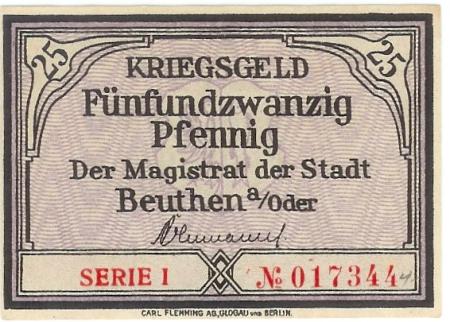 25 25
KRIEGSGELD
Fünfundzwanzig
Pfennig
Der Magistrat der Stadt
Beuthen a/Oder
SERIE 1 № 017344
CARL FLEMMING AG, GLOGAU UND BERLIN.